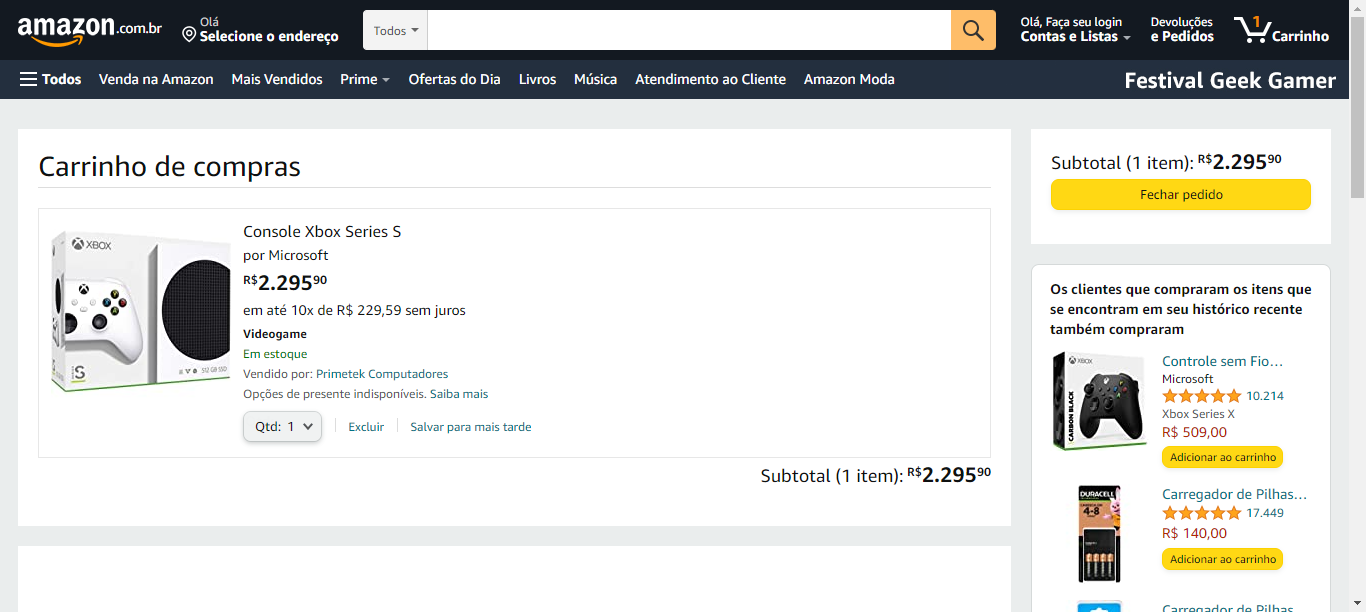 amazon.com.br
Olá
Selecione o endereço
Todos
Olá, Faça seu login
Contas e Listas
Devoluções
e Pedidos
1
Carrinho
Todos
Venda na Amazon
Mais Vendidos
Prime
Ofertas do Dia
Livros
Música
Atendimento ao Cliente
Amazon Moda
Festival Geek Gamer
Carrinho de compras
XBOX
S
512 GB SSD
Console Xbox Series S
por Microsoft
R$2.29590
em até 10x de R$ 229,59 sem juros
Videogame
Em estoque
Vendido por: Primetek Computadores
Opções de presente indisponíveis. Saiba mais
Qtd: 1
Excluir
Salvar para mais tarde
Subtotal (1 item): R$2.29590
Subtotal (1 item): R$2.29590
Fechar pedido
Os clientes que compraram os itens que
se encontram em seu histórico recente
também compraram
XBOX
CARBON BLACK
Controle sem Fio…
Microsoft
10.214
Xbox Series X
R$ 509,00
Adicionar ao carrinho
DURACELL
4-8
Carregador de Pilhas…
17.449
R$ 140,00
Adicionar ao carrinho
Carregador de Pilhas